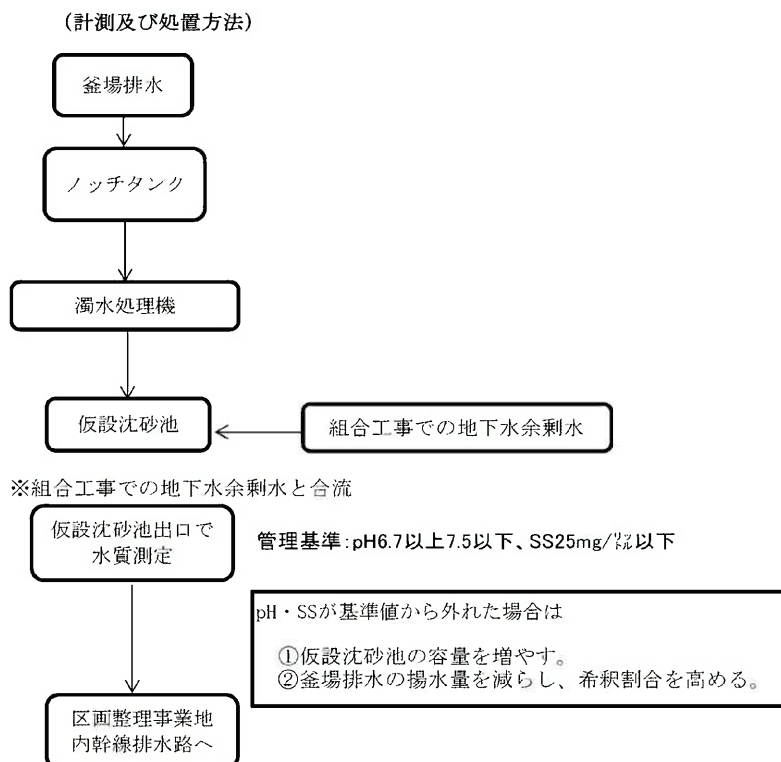 (計測及び処置方法)
釜場排水
ノッチタンク
濁水処理機
仮設沈砂池
組合工事での地下水余剰水
※組合工事での地下水余剰水と合流
仮設沈砂池出口で
水質測定
管理基準:pH6.7以上7.5以下、SS25mg/㍑以下
pH・SSが基準値から外れた場合は
①仮設沈砂池の容量を増やす。
②釜場排水の揚水量を減らし、希釈割合を高める。
区画整理事業地
内幹線排水路へ